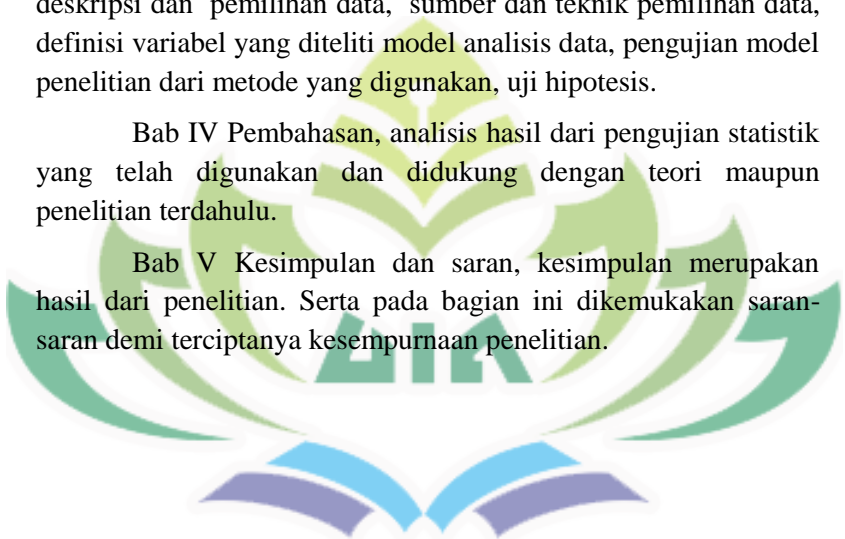 deskripsi dan pemilihan data, sumber dan teknik pemilihan data,
definisi variabel yang diteliti model analisis data, pengujian model
penelitian dari metode yang digunakan, uji hipotesis.
Bab IV Pembahasan, analisis hasil dari pengujian statistik
yang telah digunakan dan didukung dengan teori maupun
penelitian terdahulu.
Bab V Kesimpulan dan saran, kesimpulan merupakan
hasil dari penelitian. Serta pada bagian ini dikemukakan saran-
saran demi terciptanya kesempurnaan penelitian.